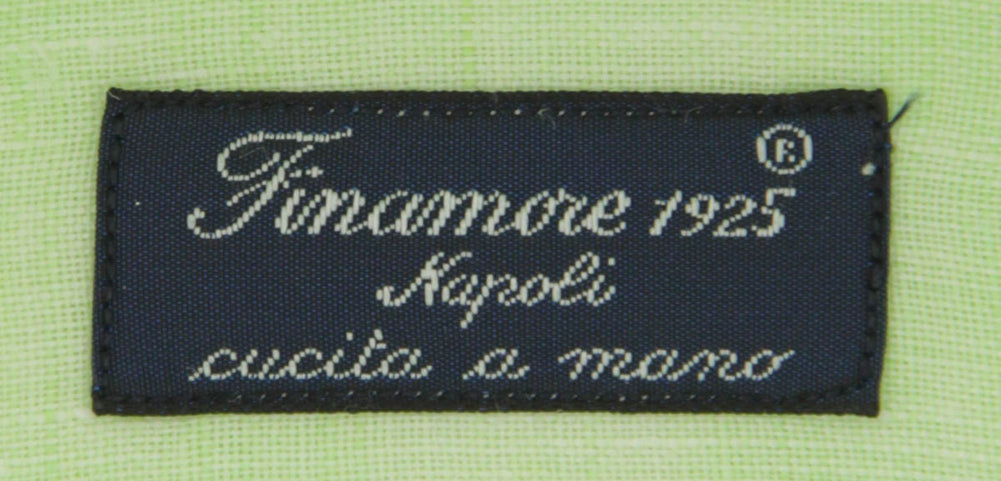 Finamore 1925®
Napoli
cucita a mano